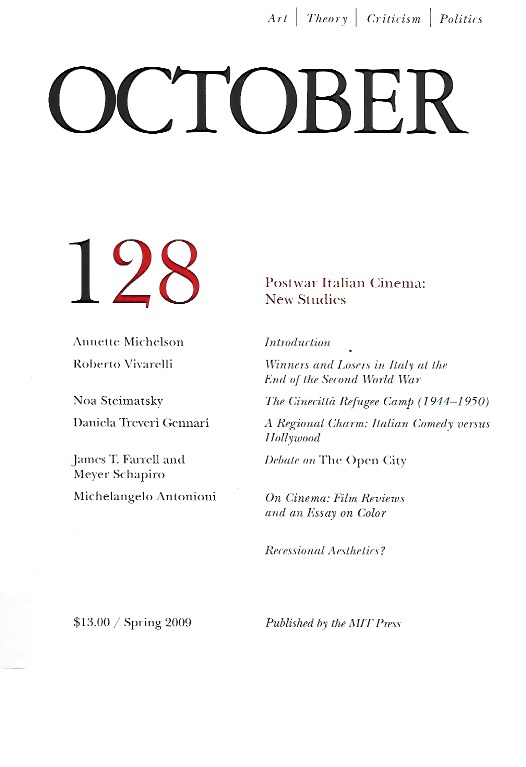 Art | Theory | Criticism | Politics
OCTOBER
128
Postwar Italian Cinema:
New Studies
Annette Michelson
Introduction
Roberto Vivarelli
Winners and Losers in Italy at the
End of the Second World War
Noa Steimatsky
The Cinecittà Refugee Camp (1944–1950)
Daniela Treveri Gennari
A Regional Charm: Italian Comedy versus
Hollywood
James T. Farrell and
Meyer Schapiro
Debate on The Open City
Michelangelo Antonioni
On Cinema: Film Reviews
and an Essay on Color
Recessional Aesthetics?
$13.00 / Spring 2009
Published by the MIT Press